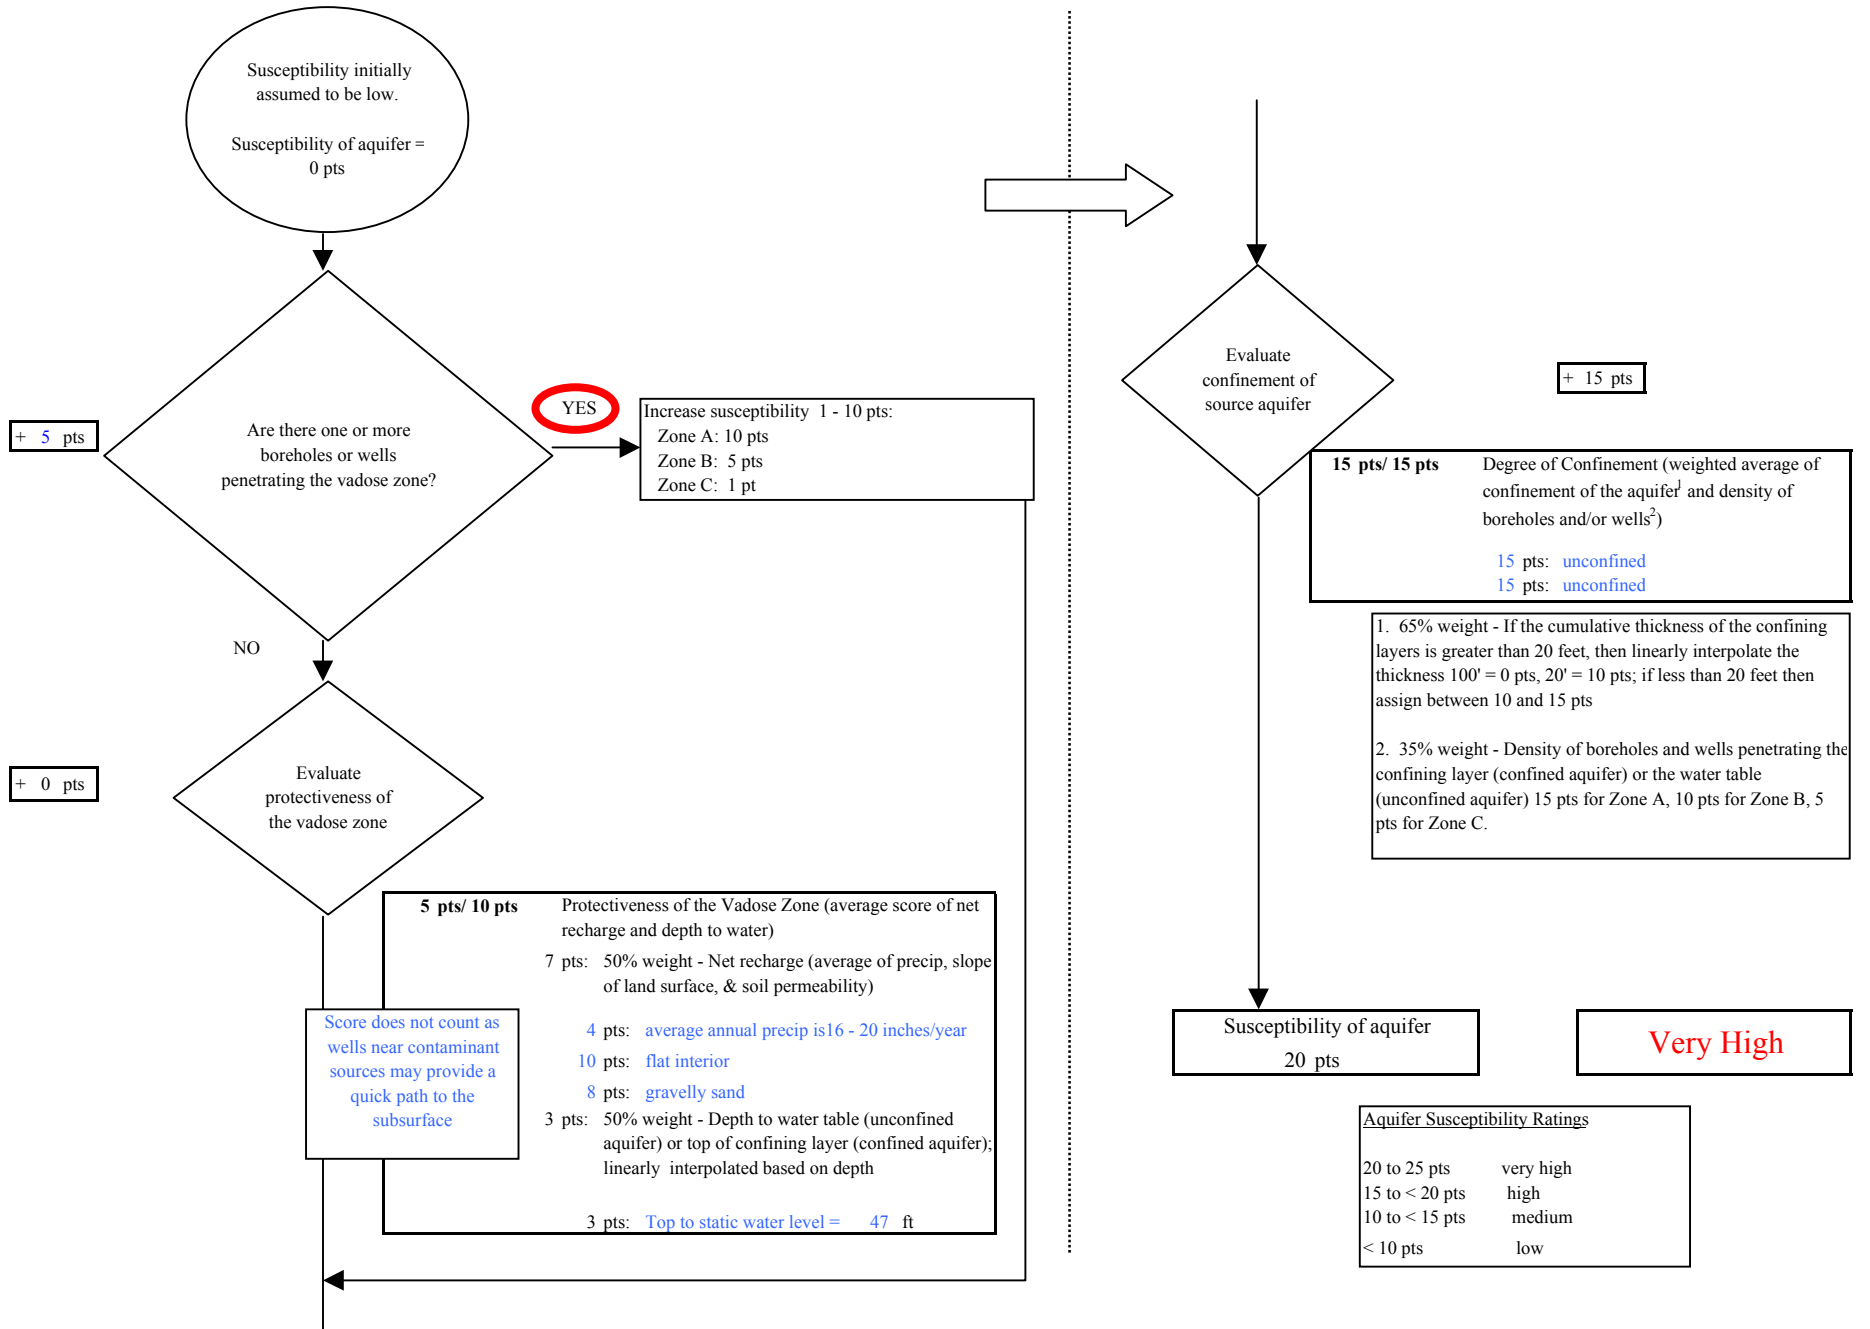 Susceptibility initially
assumed to be low.
Susceptibility of aquifer =
0 pts
+ 5 pts
Are there one or more
boreholes or wells
penetrating the vadose zone?
YES
Increase susceptibility 1 - 10 pts:
Zone A: 10 pts
Zone B: 5 pts
Zone C: 1 pt
NO
+ 0 pts
Evaluate
protectiveness of
the vadose zone
5 pts/ 10 pts Protectiveness of the Vadose Zone (average score of net
recharge and depth to water)
7 pts: 50% weight - Net recharge (average of precip, slope
of land surface, & soil permeability)
4 pts: average annual precip is16 - 20 inches/year
10 pts: flat interior
8 pts: gravelly sand
3 pts: 50% weight - Depth to water table (unconfined
aquifer) or top of confining layer (confined aquifer);
linearly interpolated based on depth
3 pts: Top to static water level = 47 ft
Score does not count as
wells near contaminant
sources may provide a
quick path to the
subsurface
Evaluate
confinement of
source aquifer
+ 15 pts
15 pts/ 15 pts Degree of Confinement (weighted average of
confinement of the aquifer1 and density of
boreholes and/or wells2)
15 pts: unconfined
15 pts: unconfined
1. 65% weight - If the cumulative thickness of the confining
layers is greater than 20 feet, then linearly interpolate the
thickness 100' = 0 pts, 20' = 10 pts; if less than 20 feet then
assign between 10 and 15 pts
2. 35% weight - Density of boreholes and wells penetrating the
confining layer (confined aquifer) or the water table
(unconfined aquifer) 15 pts for Zone A, 10 pts for Zone B, 5
pts for Zone C.
Susceptibility of aquifer
20 pts
Very High
Aquifer Susceptibility Ratings
20 to 25 pts very high
15 to < 20 pts high
10 to < 15 pts medium
< 10 pts low